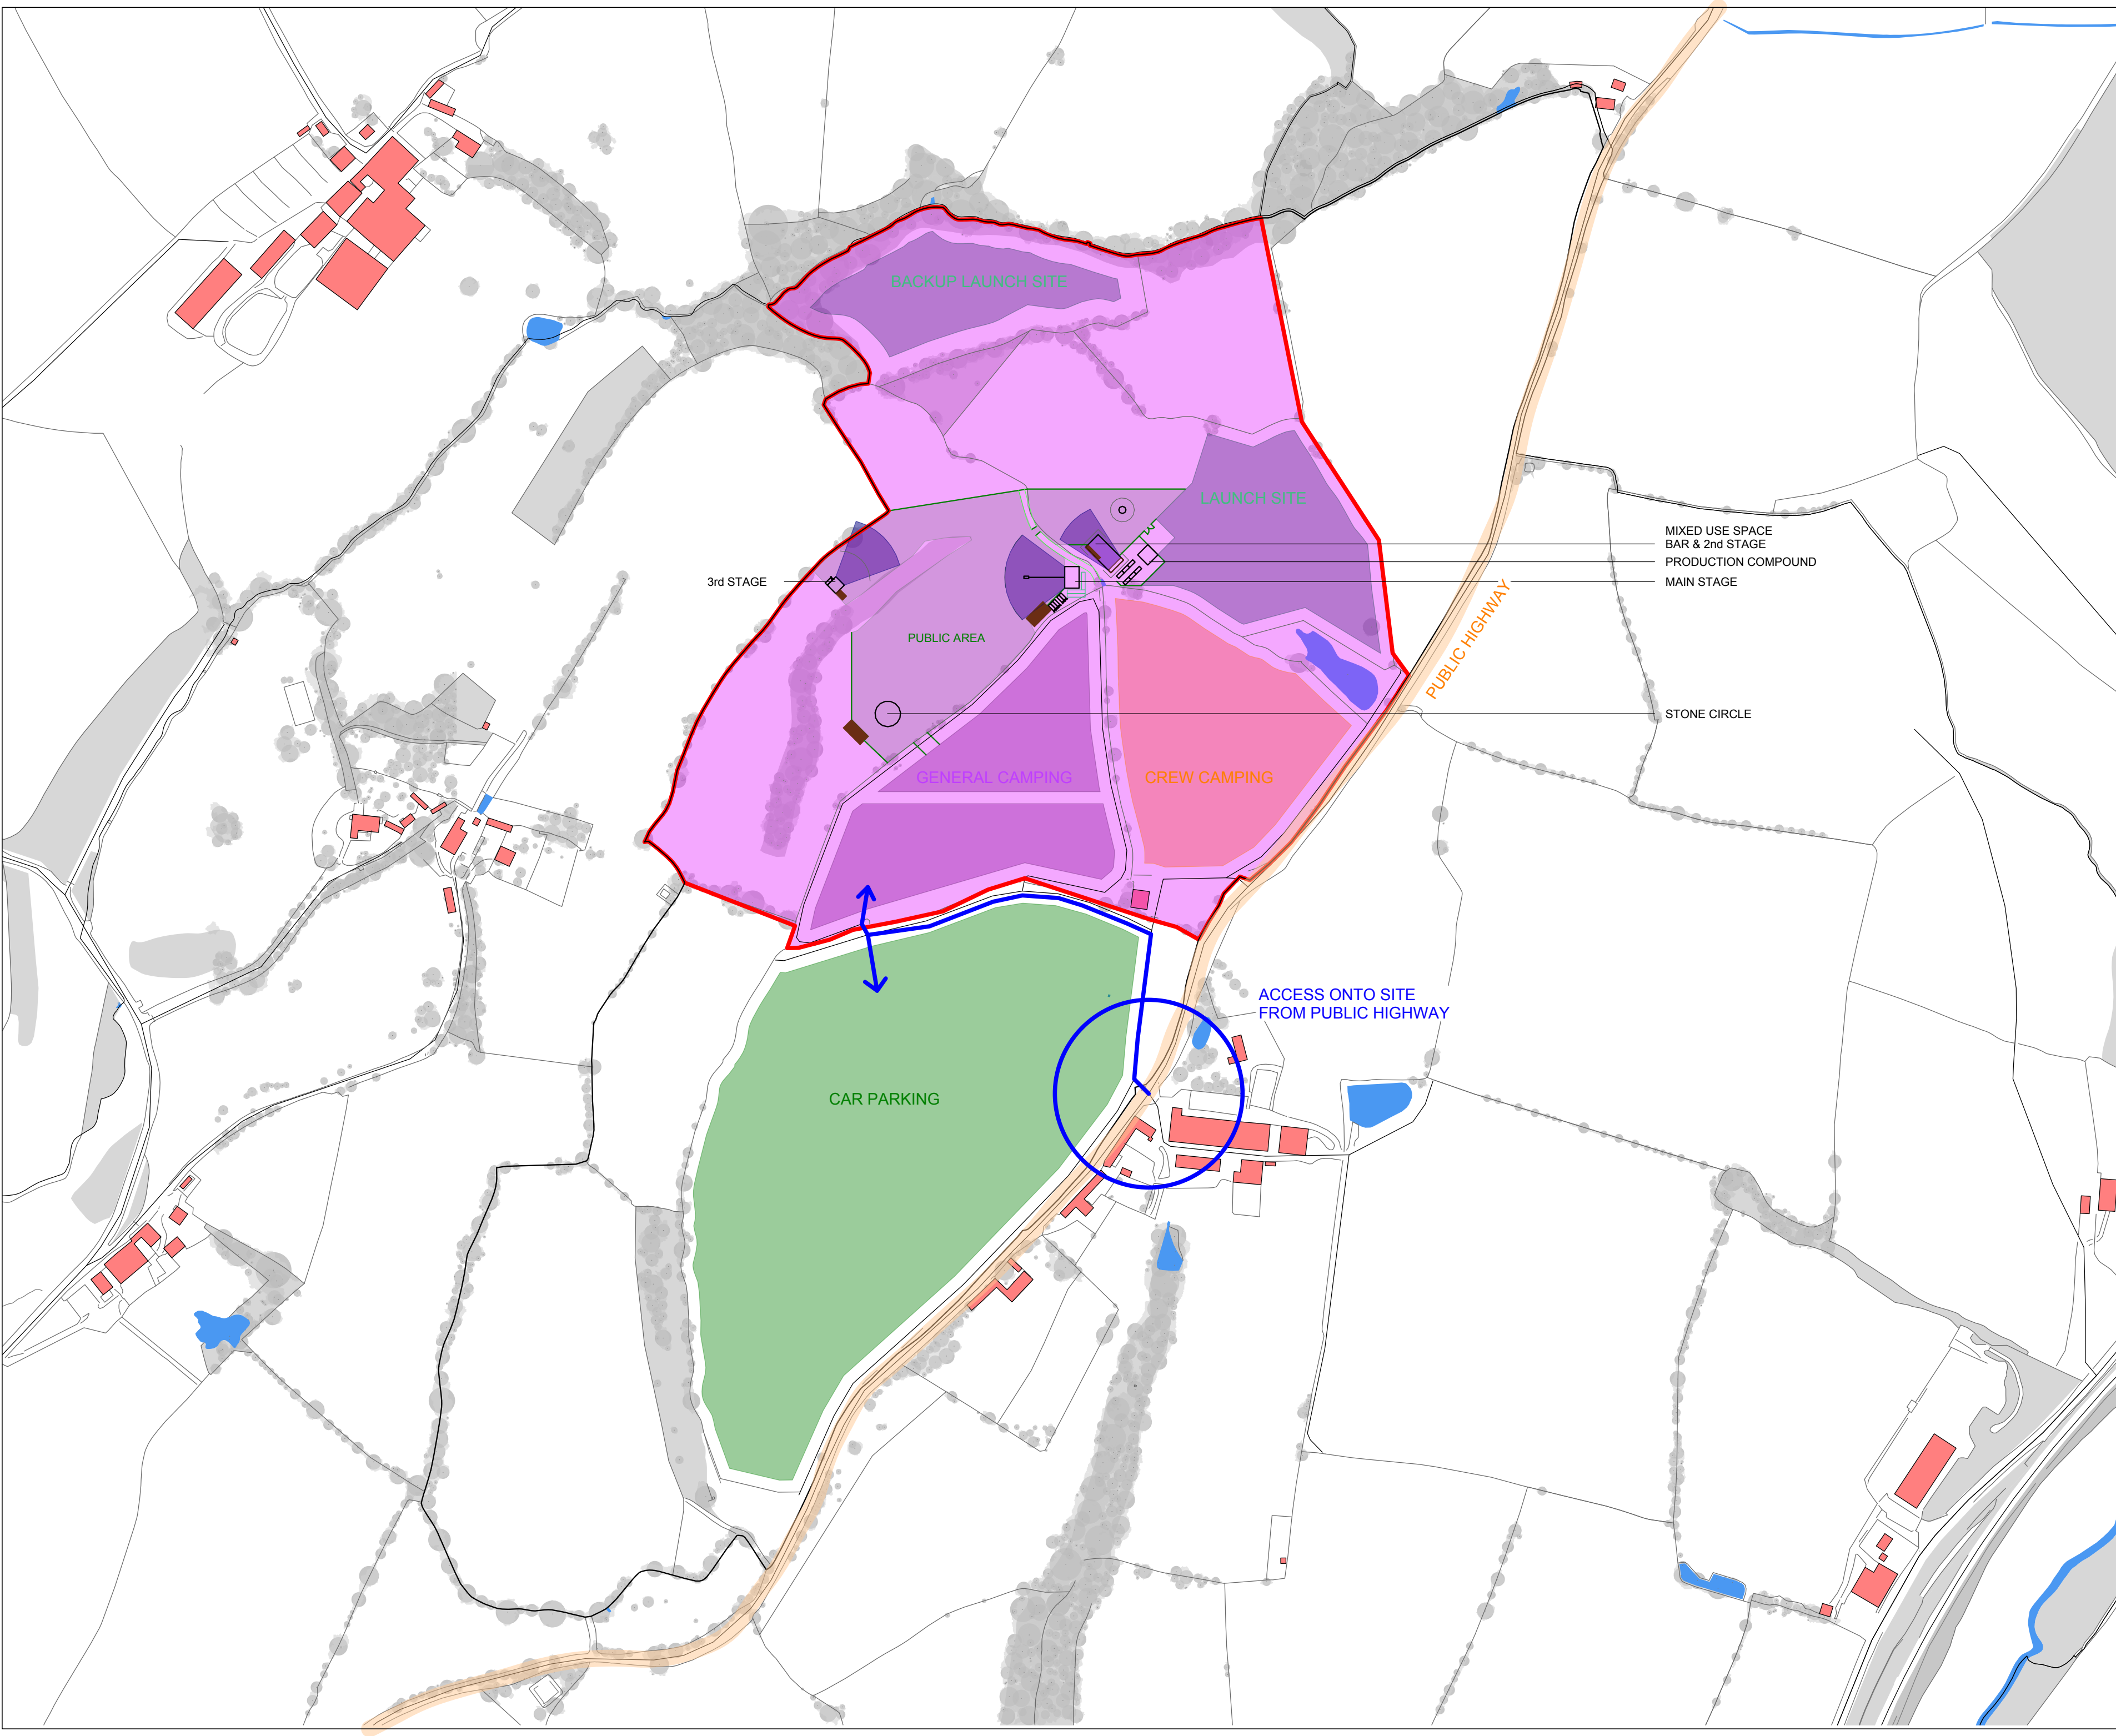 BACKUP LAUNCH SITE
LAUNCH SITE
MIXED USE SPACE
BAR & 2nd STAGE
PRODUCTION COMPOUND
MAIN STAGE
3rd STAGE
PUBLIC HIGHWAY
PUBLIC AREA
STONE CIRCLE
GENERAL CAMPING
CREW CAMPING
ACCESS ONTO SITE
FROM PUBLIC HIGHWAY
CAR PARKING